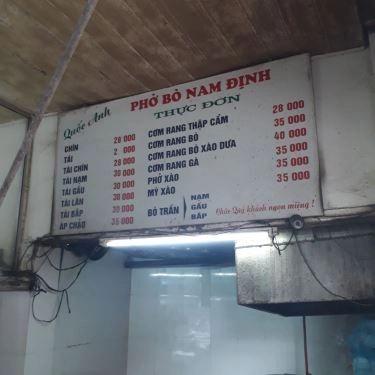 Quốc Anh
PHỞ BÒ NAM ĐỊNH
THỰC ĐƠN
CHÍN 28 000
TÁI 2 000
TÁI CHÍN 28 000
TÁI NẠM 30 000
TÁI GẦU 30 000
TÁI LĂN 30 000
TÁI BẮP 30 000
ÁP CHẢO 35 000
CƠM RANG THẬP CẨM 28 000
CƠM RANG BÒ 35 000
CƠM RANG BÒ XÀO DƯA 40 000
CƠM RANG GÀ 35 000
PHỞ XÀO 35 000
MỲ XÀO 35 000
BÒ TRẦN
NẠM
GẦU
BẮP
Chúc Quý khách ngon miệng !